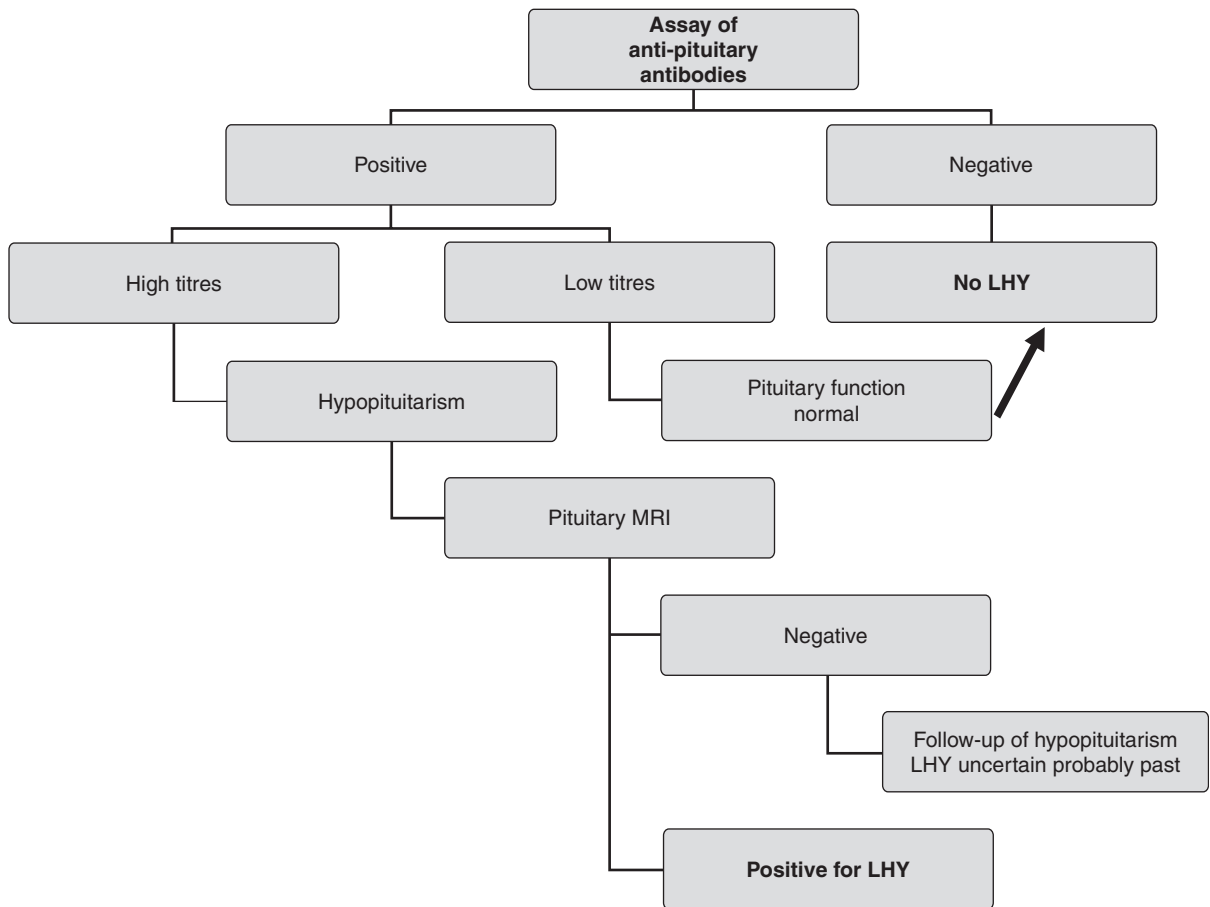 Assay of
anti-pituitary
antibodies
Positive
Negative
High titres
Low titres
No LHY
Hypopituitarism
Pituitary function
normal
Pituitary MRI
Negative
Follow-up of hypopituitarism
LHY uncertain probably past
Positive for LHY